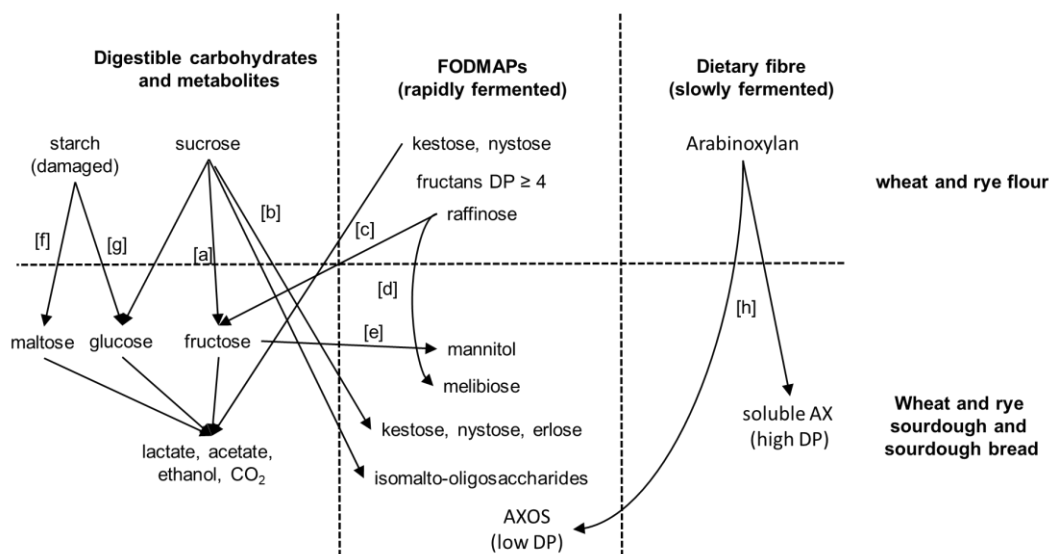 Digestible carbohydrates
and metabolites
FODMAPs
(rapidly fermented)
Dietary fibre
(slowly fermented)
starch
(damaged)
sucrose
kestose, nystose
fructans DP ≥ 4
raffinose
Arabinoxylan
wheat and rye flour
[f]
[g]
[a]
[b]
[c]
[d]
[e]
[h]
maltose
glucose
fructose
mannitol
melibiose
kestose, nystose, erlose
isomalto-oligosaccharides
lactate, acetate,
ethanol, CO₂
AXOS
(low DP)
soluble AX
(high DP)
Wheat and rye
sourdough and
sourdough bread